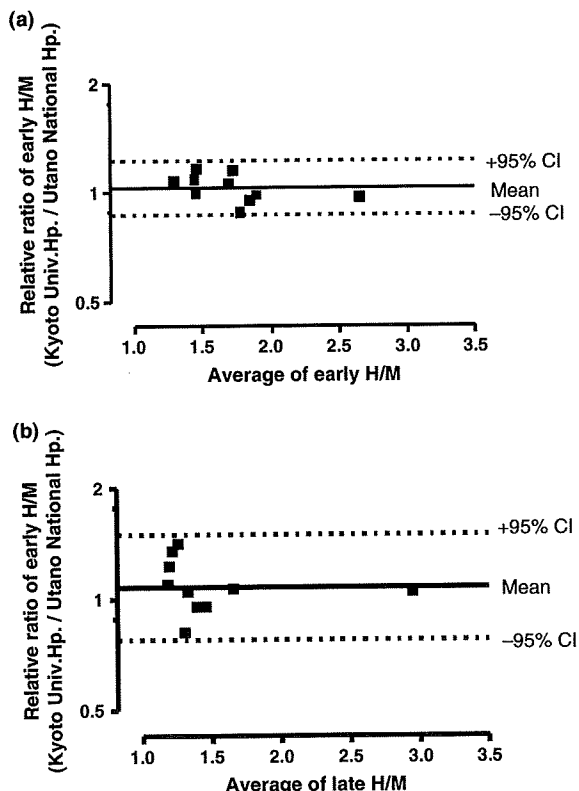 (a)
Relative ratio of early H/M
(Kyoto Univ.Hp. / Utano National Hp.)
2
1
0.5
+95% CI
Mean
–95% CI
1.0 1.5 2.0 2.5 3.0 3.5
Average of early H/M
(b)
Relative ratio of early H/M
(Kyoto Univ.Hp. / Utano National Hp.)
2
1
0.5
+95% CI
Mean
–95% CI
1.0 1.5 2.0 2.5 3.0 3.5
Average of late H/M